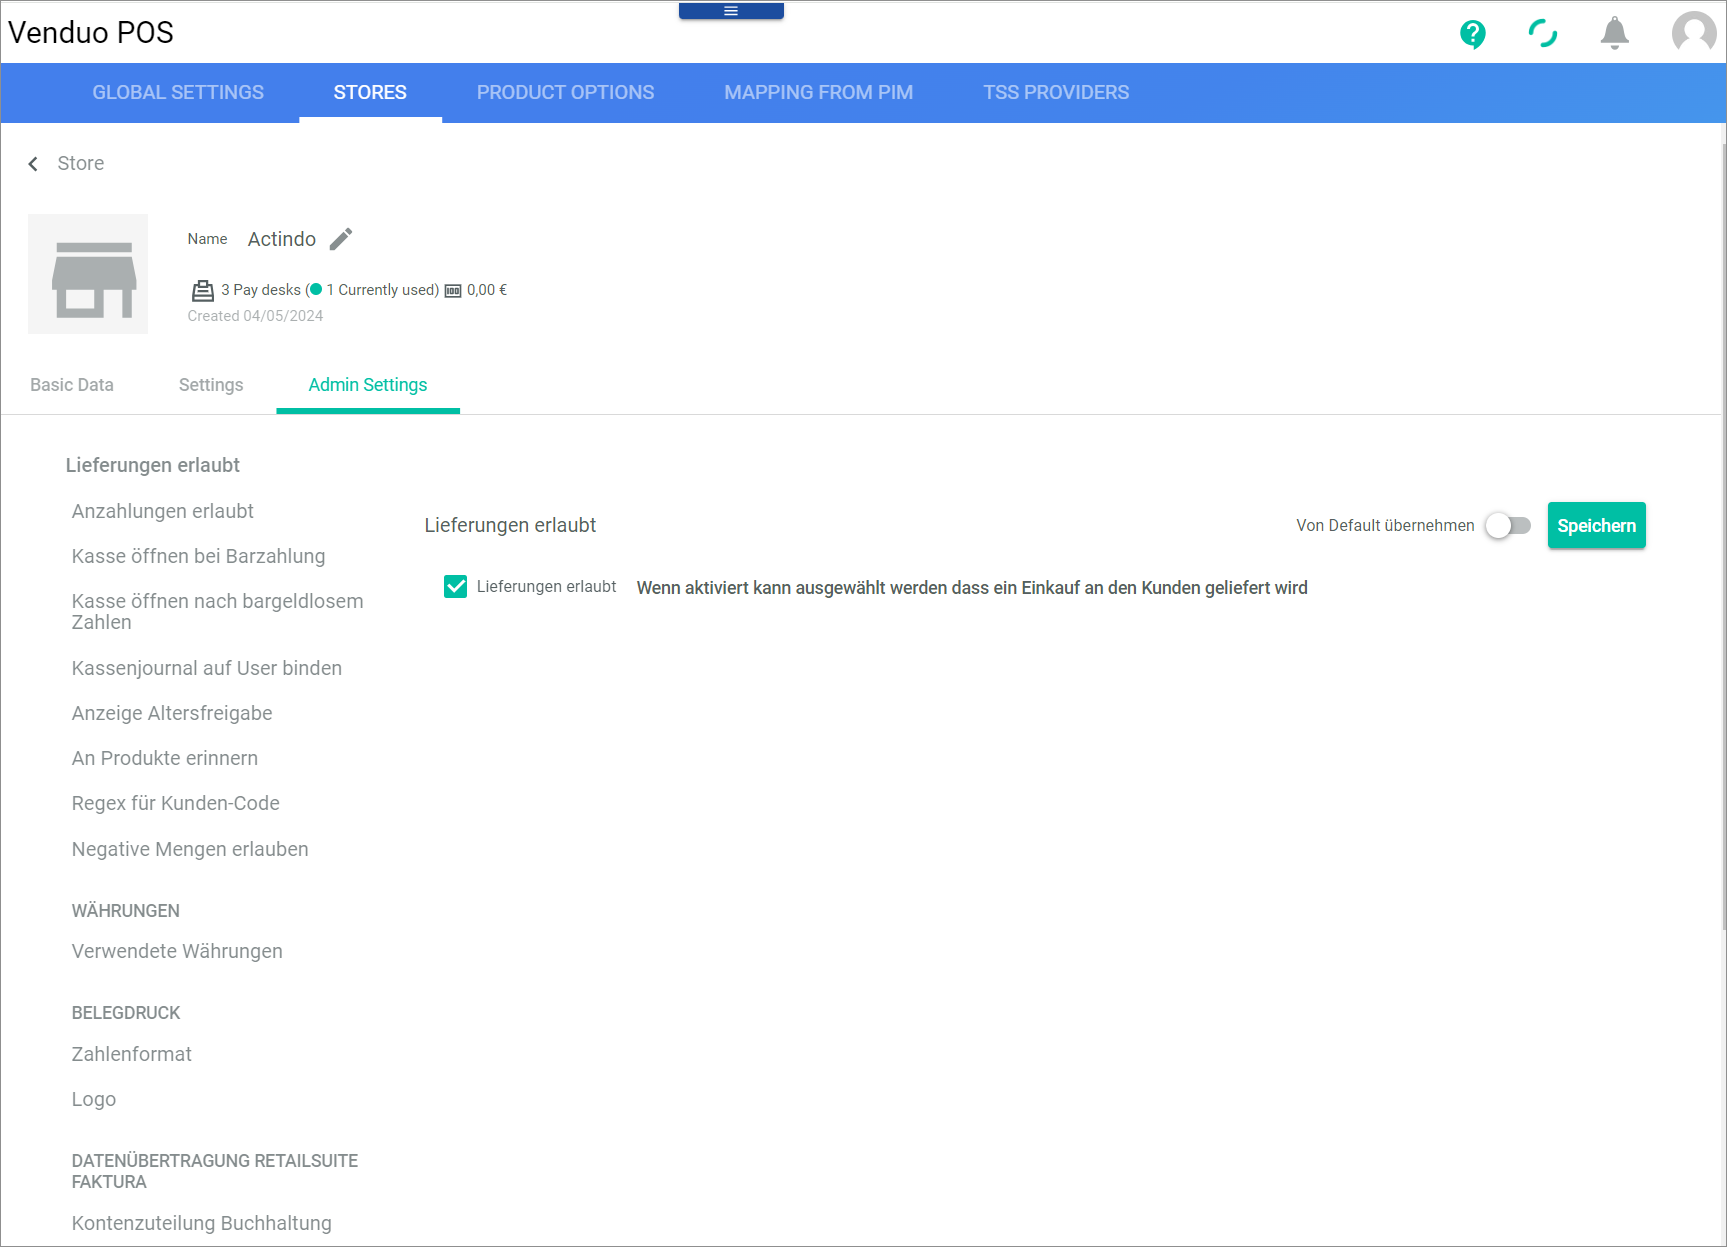 Venduo POS
GLOBAL SETTINGS
STORES
PRODUCT OPTIONS
MAPPING FROM PIM
TSS PROVIDERS
Store
Name Actindo
3 Pay desks (1 Currently used) 0,00 €
Created 04/05/2024
Basic Data
Settings
Admin Settings
Lieferungen erlaubt
Anzahlungen erlaubt
Kasse öffnen bei Barzahlung
Kasse öffnen nach bargeldlosem
Zahlen
Kassenjournal auf User binden
Anzeige Altersfreigabe
An Produkte erinnern
Regex für Kunden-Code
Negative Mengen erlauben
WÄHRUNGEN
Verwendete Währungen
BELEGDRUCK
Zahlenformat
Logo
DATENÜBERTRAGUNG RETAILSUITE
FAKTURA
Kontenzuteilung Buchhaltung
Lieferungen erlaubt
Von Default übernehmen
Speichern
Lieferungen erlaubt
Wenn aktiviert kann ausgewählt werden dass ein Einkauf an den Kunden geliefert wird